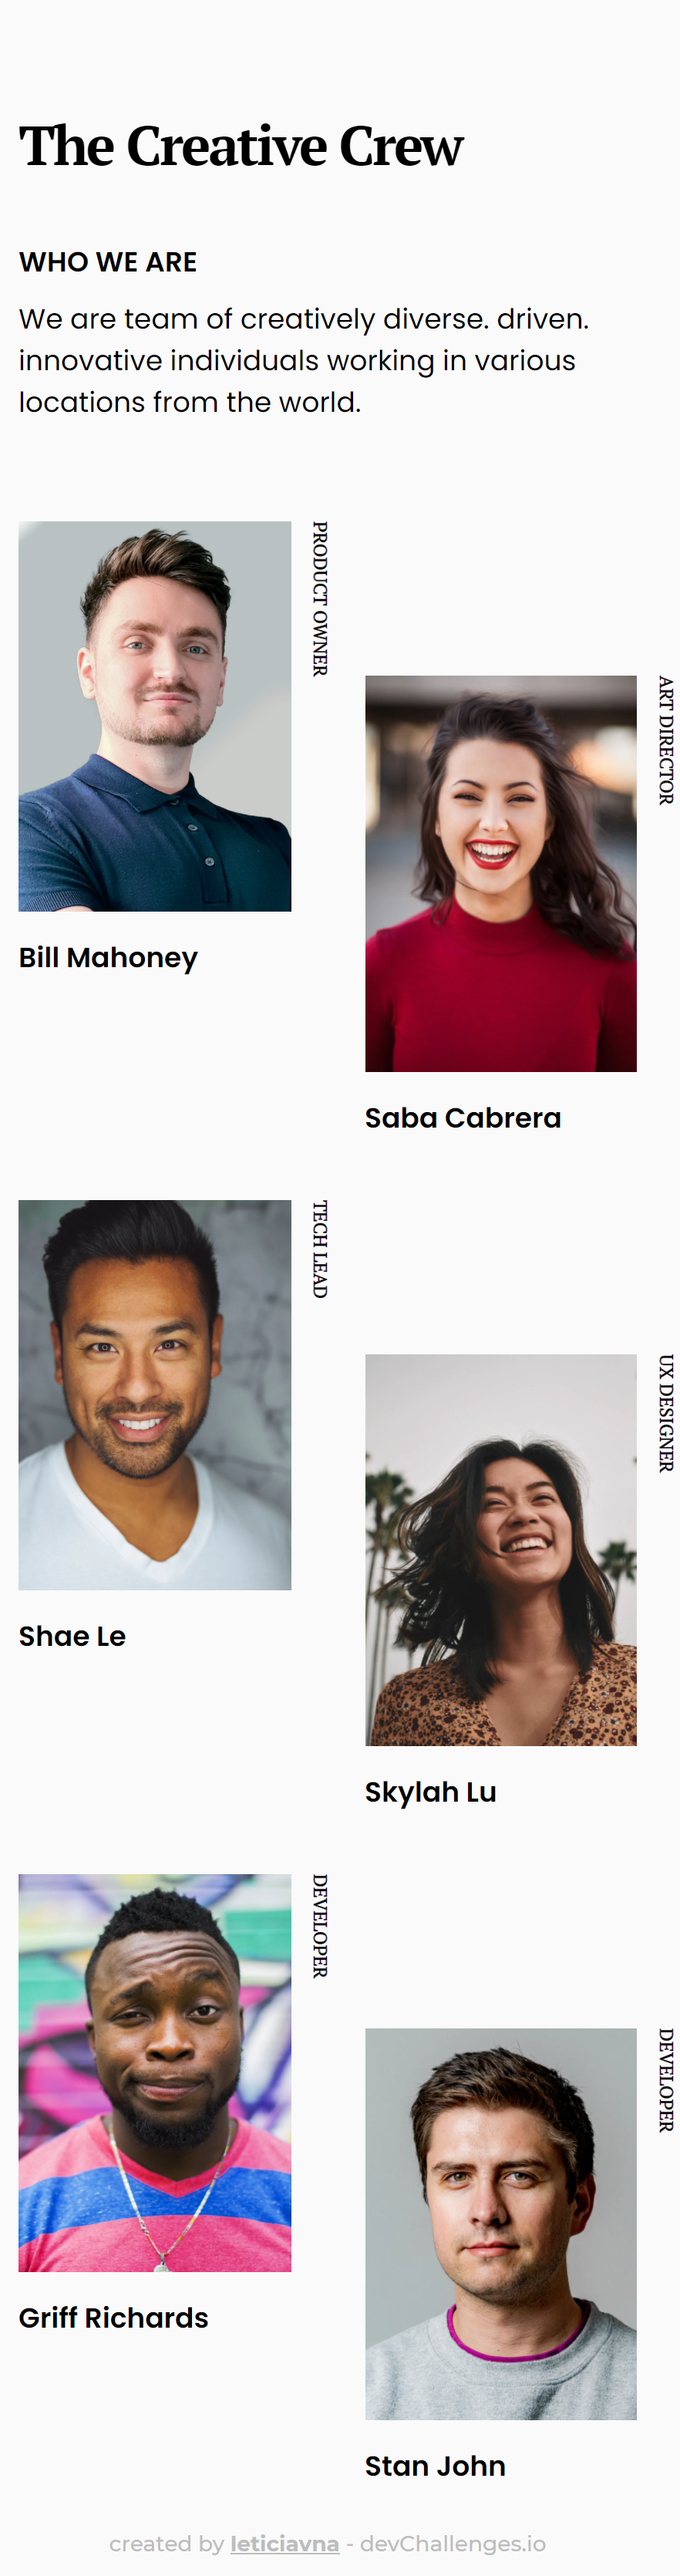 The Creative Crew
WHO WE ARE
We are team of creatively diverse. driven.
innovative individuals working in various
locations from the world.
PRODUCT OWNER
Bill Mahoney
ART DIRECTOR
Saba Cabrera
TECH LEAD
Shae Le
UX DESIGNER
Skylah Lu
DEVELOPER
Griff Richards
DEVELOPER
Stan John
created by leticiavna - devChallenges.io